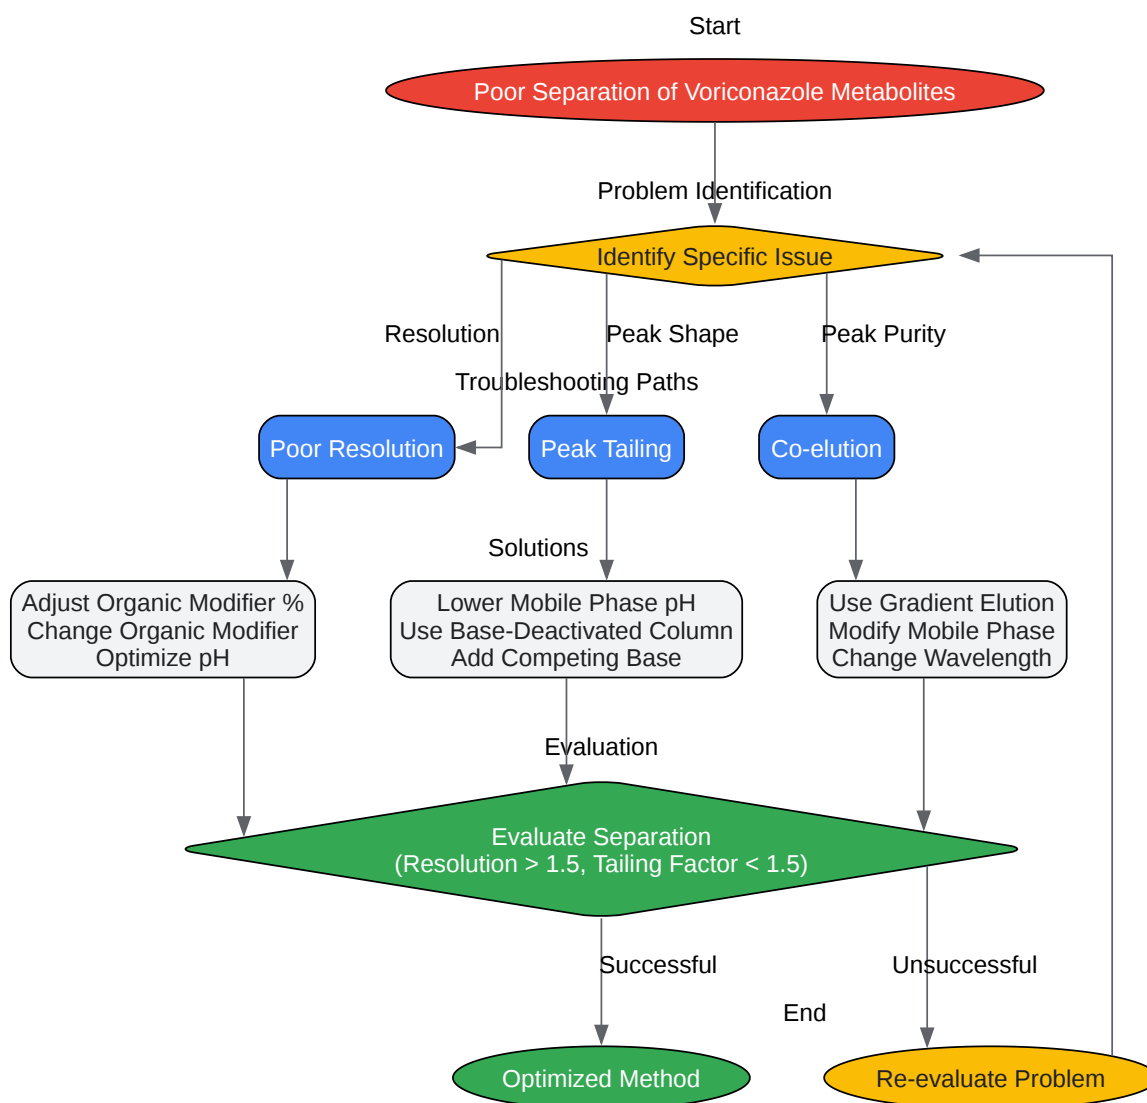 Start
Poor Separation of Voriconazole Metabolites
Problem Identification
Identify Specific Issue
Resolution
Peak Shape
Peak Purity
Troubleshooting Paths
Poor Resolution
Peak Tailing
Co-elution
Solutions
Adjust Organic Modifier %
Change Organic Modifier
Optimize pH
Lower Mobile Phase pH
Use Base-Deactivated Column
Add Competing Base
Use Gradient Elution
Modify Mobile Phase
Change Wavelength
Evaluation
Evaluate Separation
(Resolution > 1.5, Tailing Factor < 1.5)
Successful
Unsuccessful
End
Optimized Method
Re-evaluate Problem